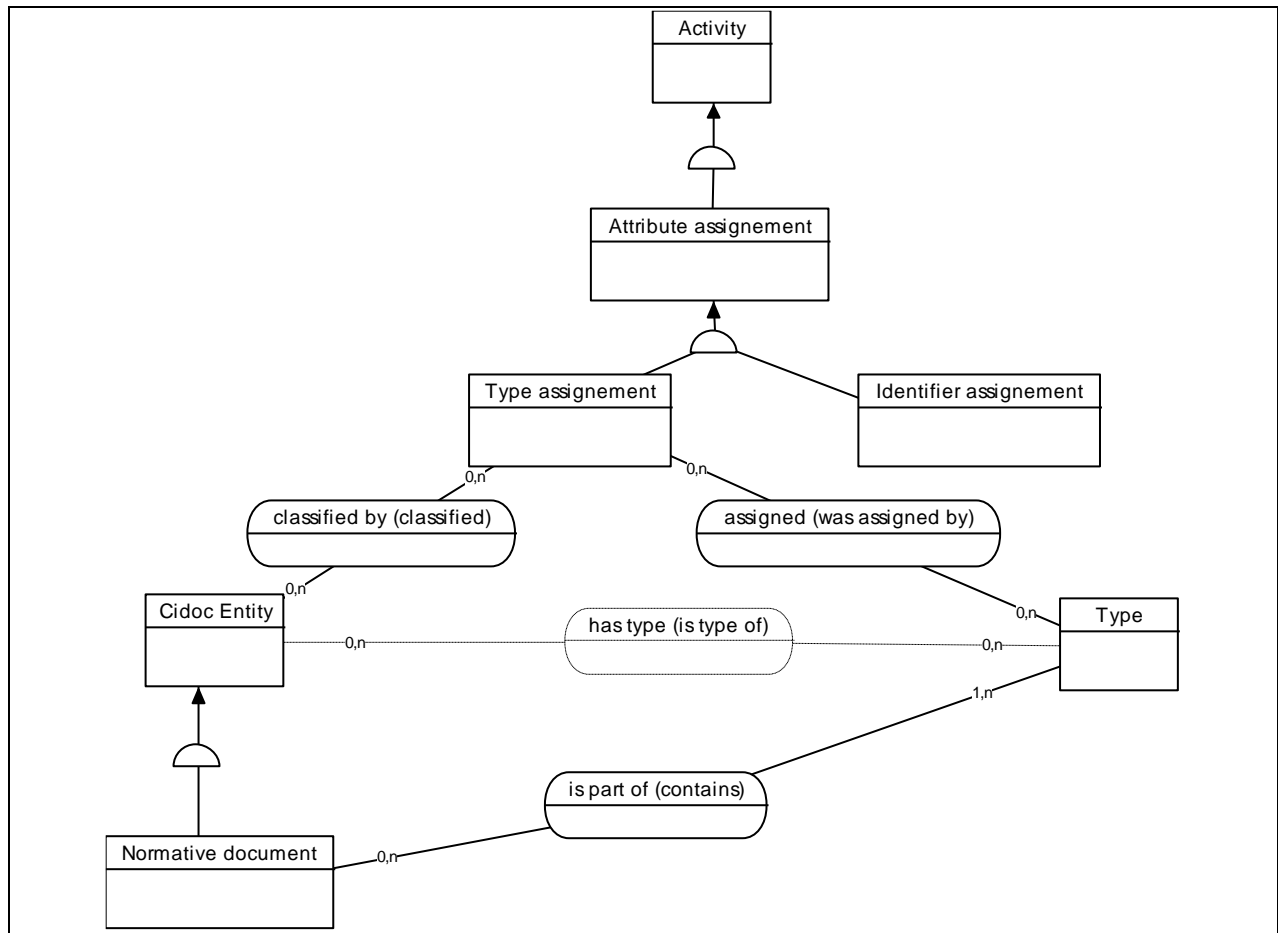 Activity
Attribute assignement
Type assignement
Identifier assignement
0,n
0,n
classified by (classified)
assigned (was assigned by)
0,n
0,n
Cidoc Entity
Type
has type (is type of)
0,n
0,n
1,n
is part of (contains)
Normative document
0,n